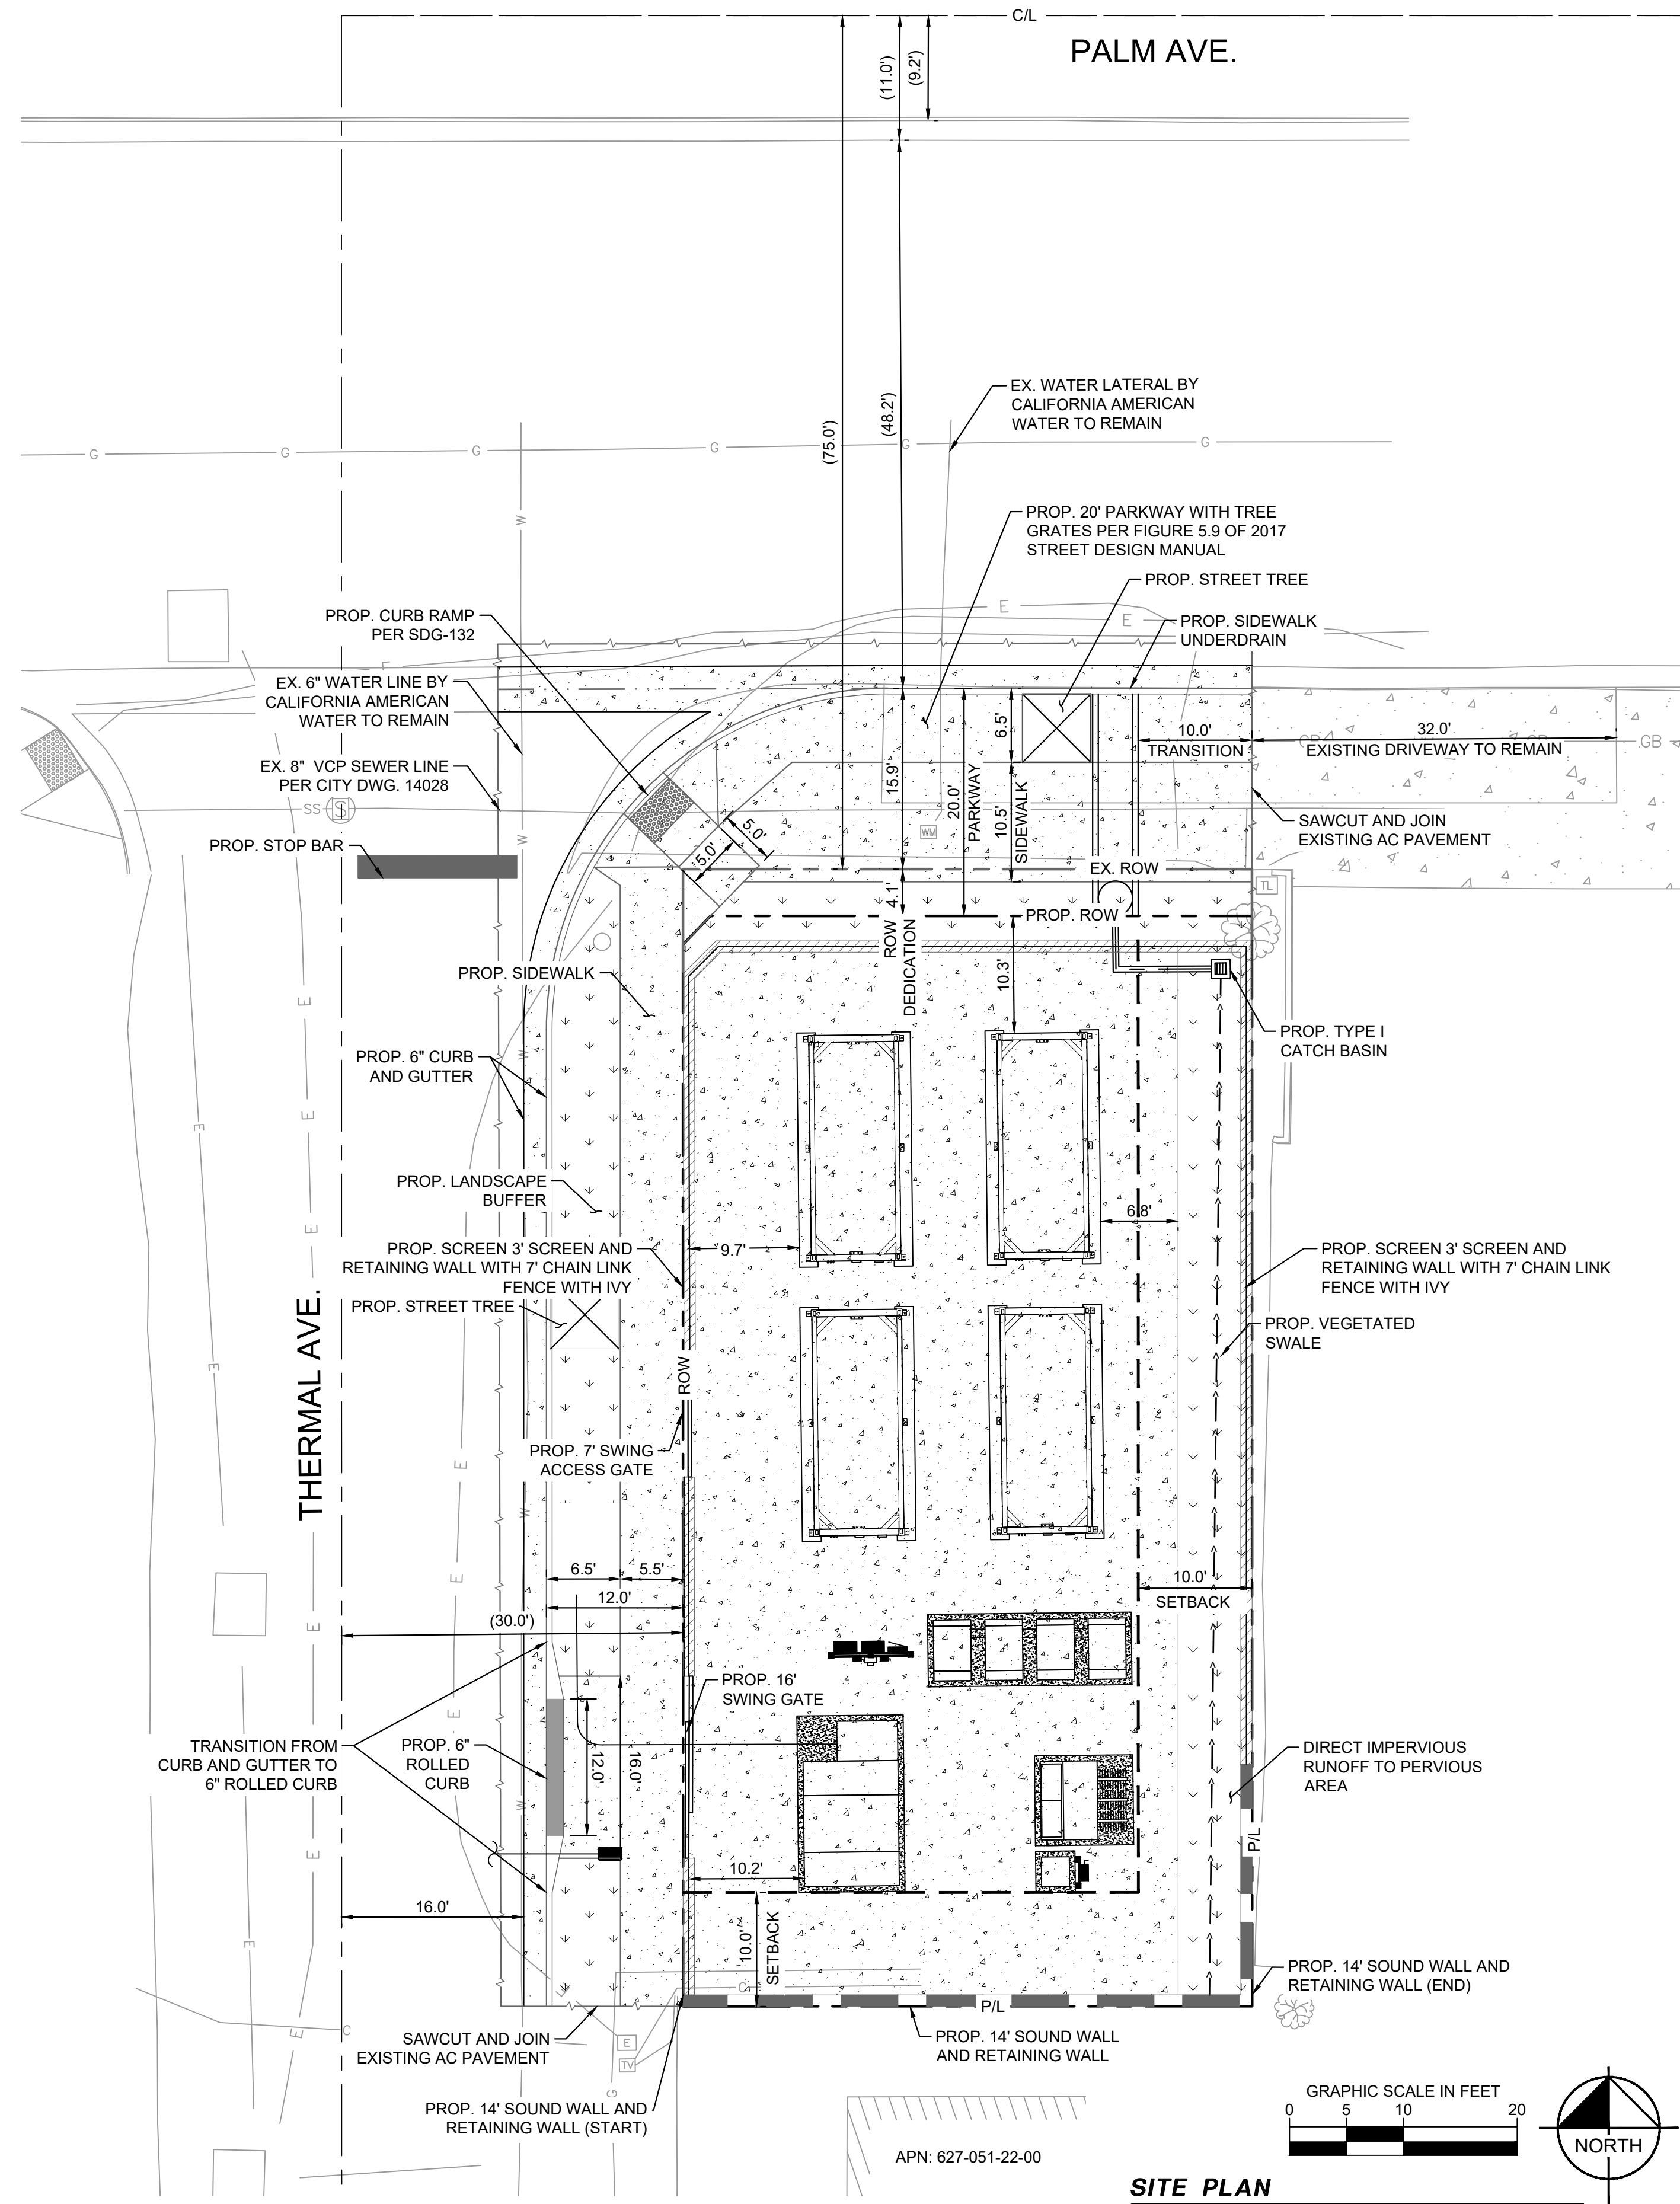 C/L
PALM AVE.
(11.0')
(9.2')
(75.0')
(48.2')
EX. WATER LATERAL BY
CALIFORNIA AMERICAN
WATER TO REMAIN
G
G
G
G
G
G
W
PROP. 20' PARKWAY WITH TREE
GRATES PER FIGURE 5.9 OF 2017
STREET DESIGN MANUAL
PROP. STREET TREE
E
E
PROP. SIDEWALK
UNDERDRAIN
PROP. CURB RAMP
PER SDG-132
EX. 6" WATER LINE BY
CALIFORNIA AMERICAN
WATER TO REMAIN
EX. 8" VCP SEWER LINE
PER CITY DWG. 14028
SS
S
W
PROP. STOP BAR
6.5'
15.9'
20.0'
PARKWAY
10.5'
SIDEWALK
10.0'
TRANSITION
32.0'
EXISTING DRIVEWAY TO REMAIN
GB
5.0'
5.0'
WM
SAWCUT AND JOIN
EXISTING AC PAVEMENT
EX. ROW
TL
4.1'
ROW
DEDICATION
PROP. ROW
10.3'
PROP. SIDEWALK
PROP. TYPE I
CATCH BASIN
E
E
E
W
PROP. 6" CURB
AND GUTTER
PROP. LANDSCAPE
BUFFER
6.8'
9.7'
PROP. SCREEN 3' SCREEN AND
RETAINING WALL WITH 7' CHAIN LINK
FENCE WITH IVY
PROP. SCREEN 3' SCREEN AND
RETAINING WALL WITH 7' CHAIN LINK
FENCE WITH IVY
PROP. STREET TREE
PROP. VEGETATED
SWALE
THERMAL AVE.
ROW
PROP. 7' SWING
ACCESS GATE
W
E
E
6.5'
5.5'
12.0'
(30.0')
10.0'
SETBACK
PROP. 16'
SWING GATE
TRANSITION FROM
CURB AND GUTTER TO
6" ROLLED CURB
PROP. 6"
ROLLED
CURB
12.0'
16.0'
DIRECT IMPERVIOUS
RUNOFF TO PERVIOUS
AREA
P/L
10.2'
16.0'
10.0'
SETBACK
C
PROP. 14' SOUND WALL AND
RETAINING WALL (END)
P/L
SAWCUT AND JOIN
EXISTING AC PAVEMENT
E
TV
C
G
PROP. 14' SOUND WALL
AND RETAINING WALL
PROP. 14' SOUND WALL AND
RETAINING WALL (START)
APN: 627-051-22-00
GRAPHIC SCALE IN FEET
0 5 10 20
NORTH
SITE PLAN